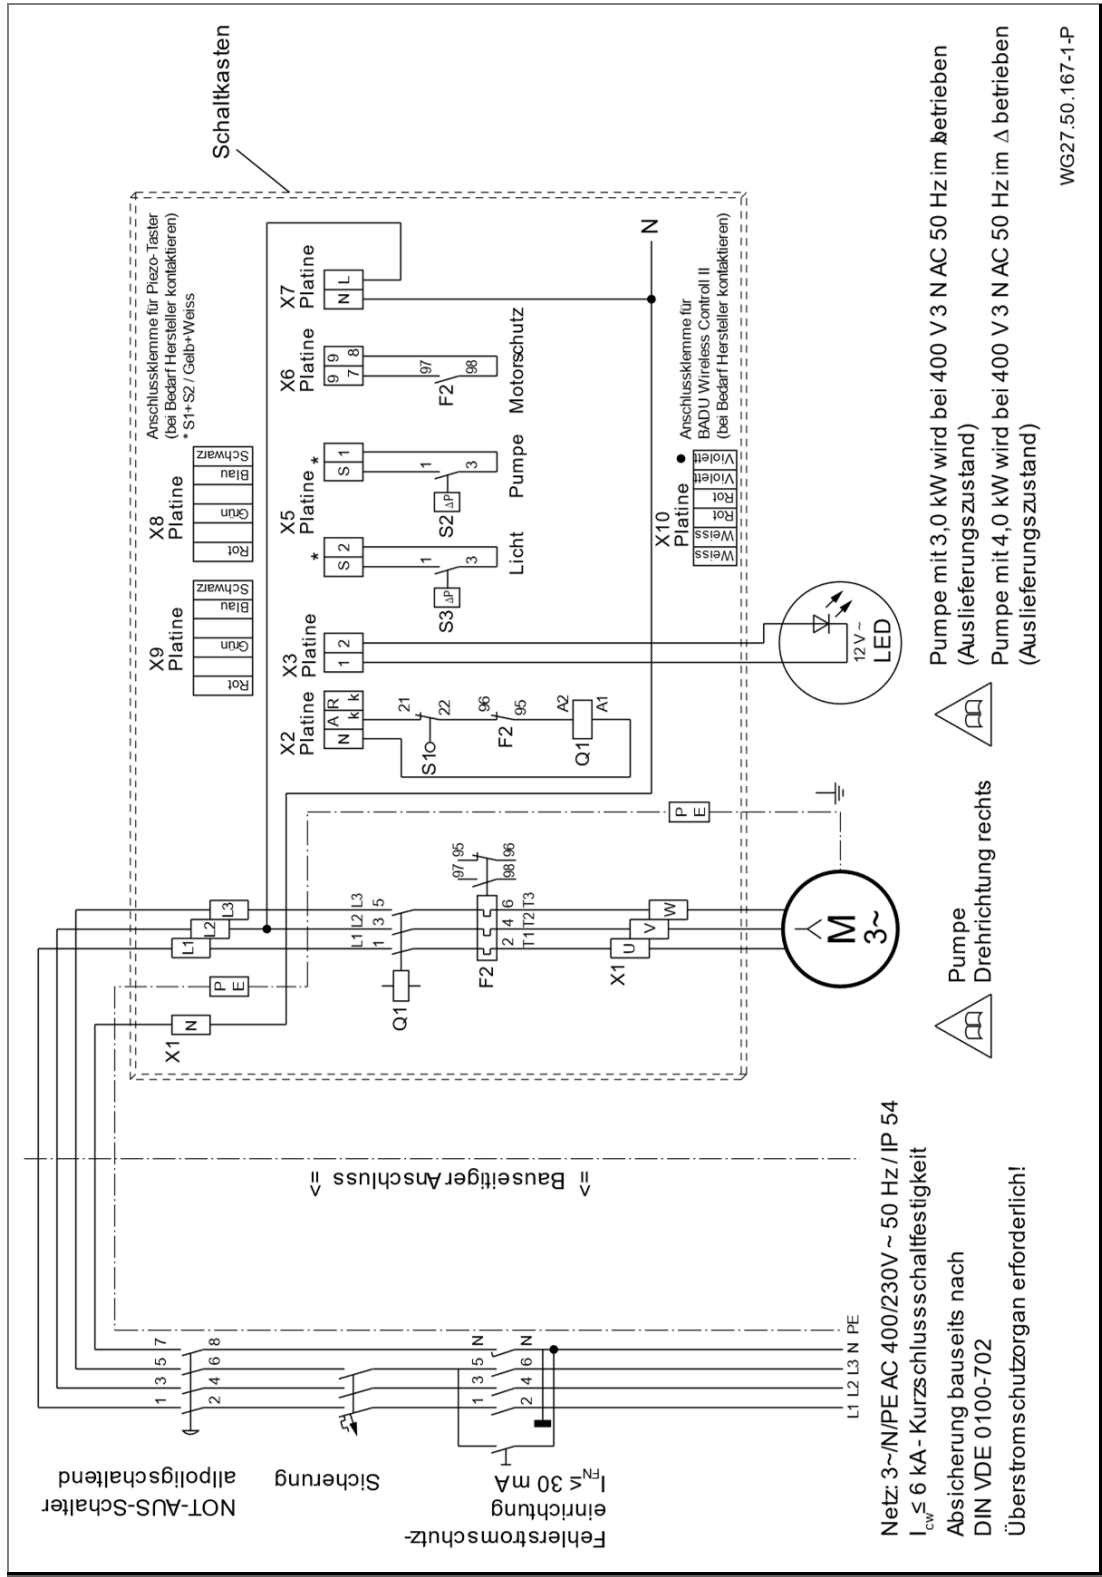 Schaltkasten
Anschlussklemme für Piezo-Taster
(bei Bedarf Hersteller kontaktieren)
* S1+S2 / Gelb+Weiss
X9
Platine
Rot
Grün
Blau
Schwarz
X8
Platine
Rot
Grün
Blau
Schwarz
X2
Platine
N A R
k k
X3
Platine
1 2
X5
Platine
*
S 2
*
S 1
X6
Platine
9 9
7 8
X7
Platine
N L
21
22
S1
96
95
F2
A2
A1
Q1
1
3
ΔP
S3
Licht
1
3
ΔP
S2
Pumpe
97
98
F2
Motorschutz
N
X10
Platine
Weiss
Weiss
Rot
Rot
Violett
Violett
Anschlussklemme für
BADU Wireless Controll II
(bei Bedarf Hersteller kontaktieren)
12 V ~
LED
X1
N
P
E
L1
L2
L3
L1 L2 L3
1 3 5
Q1
F2
2 4 6
T1 T2 T3
97 95
98 96
X1
U
V
W
P
E
M
3~
=> Bauseitiger Anschluss =>
NOT-AUS-Schalter
allpoligschaltend
1 3 5 7
2 4 6 8
Sicherung
Fehlerstromschutz-
einrichtung
I_FN ≤ 30 mA
1 3 5 N
2 4 6 N
L1 L2 L3 N PE
Netz: 3~/N/PE AC 400/230V ~ 50 Hz / IP 54
I_cw ≤ 6 kA - Kurzschlussschaltfestigkeit
Absicherung bauseits nach
DIN VDE 0100-702
Überstromschutzorgan erforderlich!
Pumpe
Drehrichtung rechts
Pumpe mit 3,0 kW wird bei 400 V 3 N AC 50 Hz im betrieben
(Auslieferungszustand)
Pumpe mit 4,0 kW wird bei 400 V 3 N AC 50 Hz im Δ betrieben
(Auslieferungszustand)
WG27.50.167-1-P